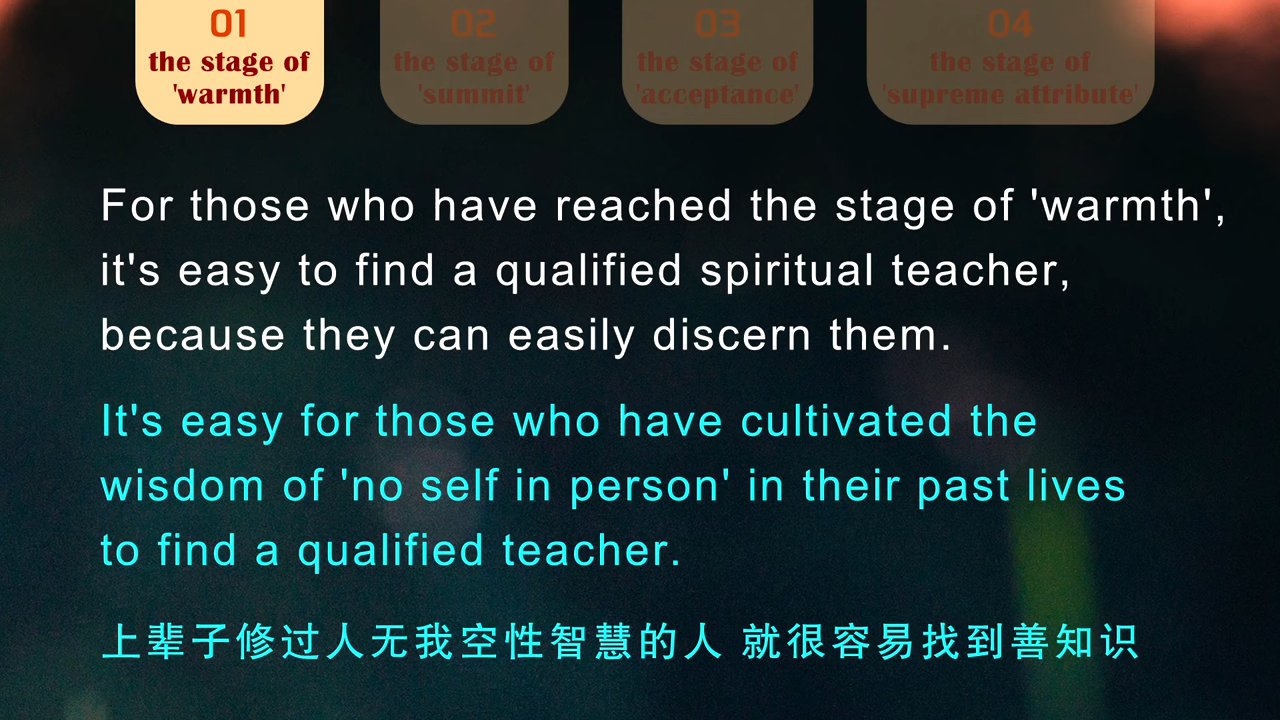 01
the stage of
'warmth'
02
the stage of
'summit'
03
the stage of
'acceptance'
04
the stage of
'supreme attribute'
For those who have reached the stage of 'warmth',
it's easy to find a qualified spiritual teacher,
because they can easily discern them.
It's easy for those who have cultivated the
wisdom of 'no self in person' in their past lives
to find a qualified teacher.
上辈子修过人无我空性智慧的人 就很容易找到善知识